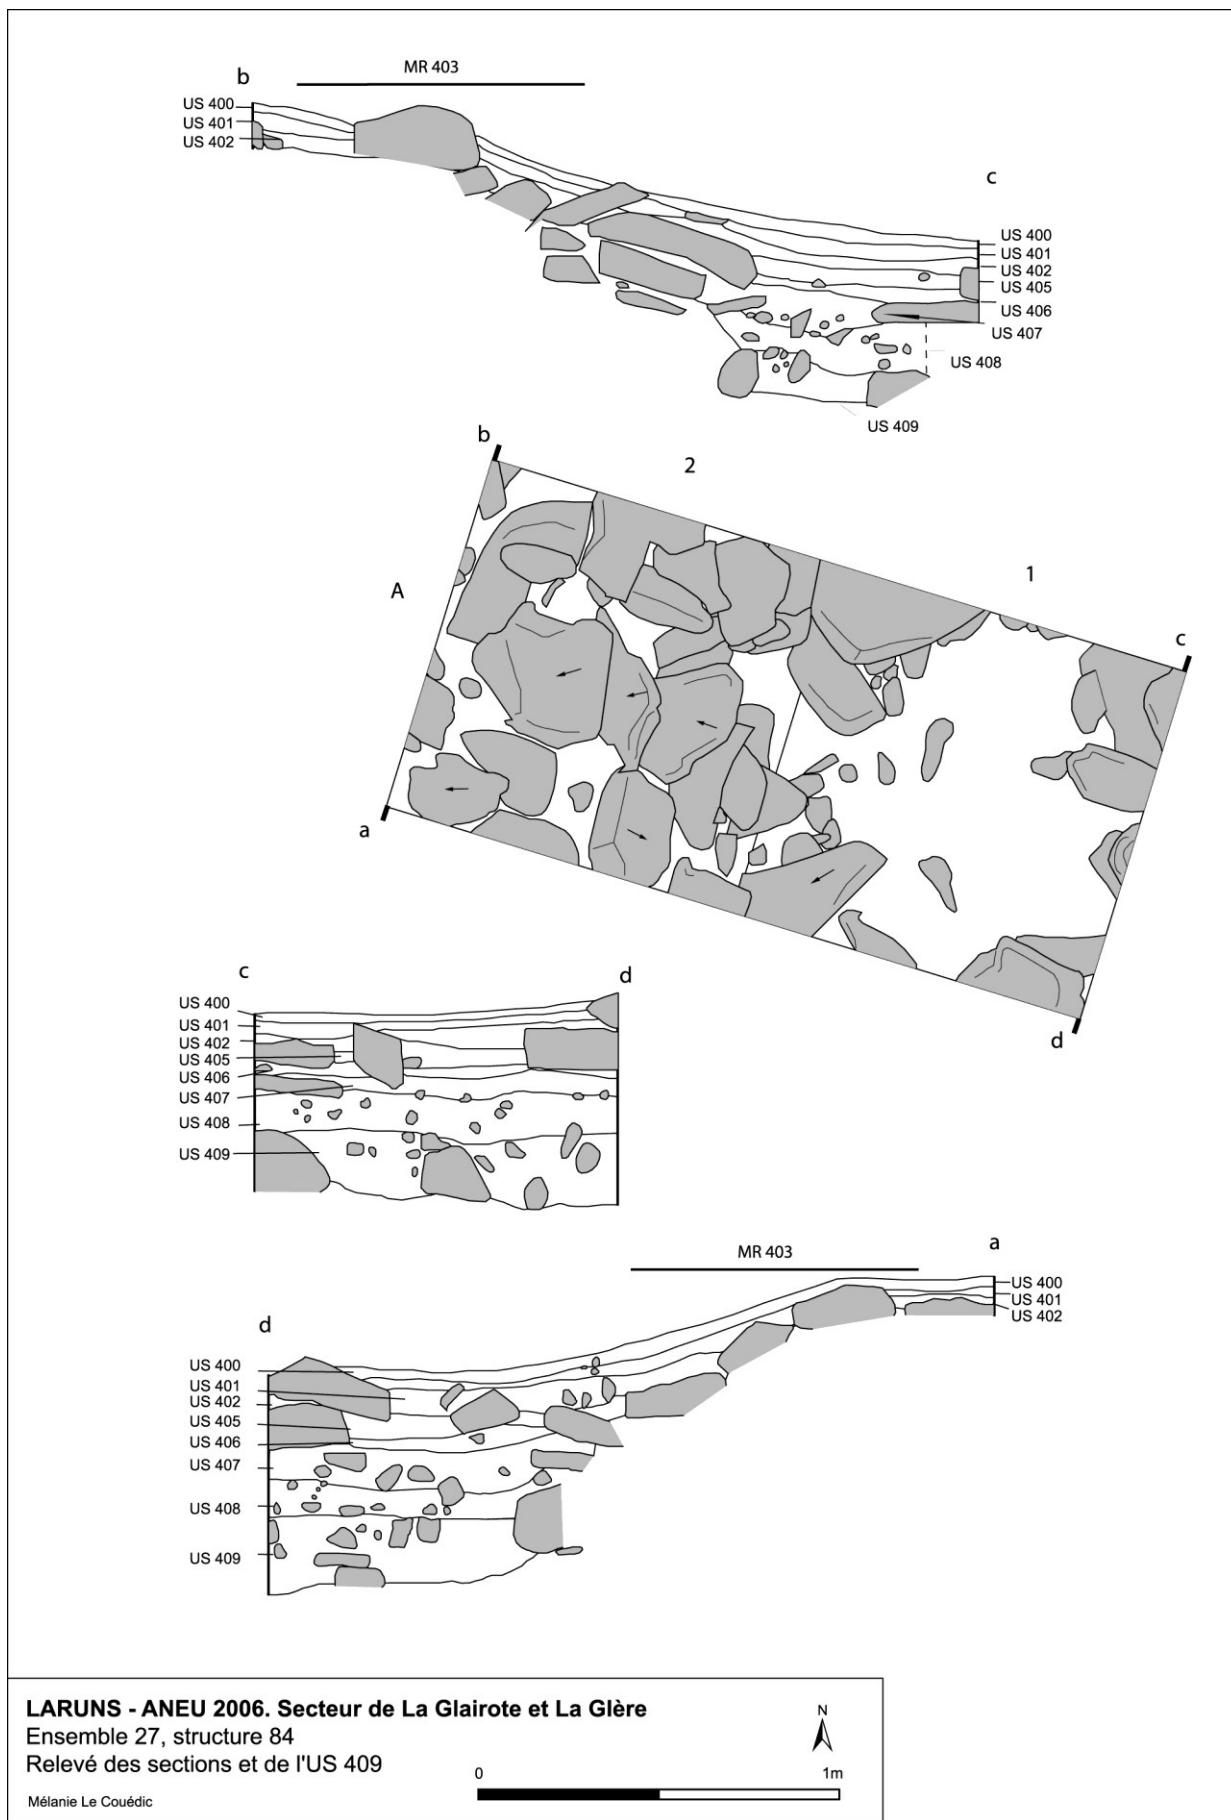 MR 403
b
US 400
US 401
US 402
c
US 400
US 401
US 402
US 405
US 406
US 407
US 408
US 409
b
2
1
A
c
a
d
c
d
US 400
US 401
US 402
US 405
US 406
US 407
US 408
US 409
MR 403
a
US 400
US 401
US 402
d
US 400
US 401
US 402
US 405
US 406
US 407
US 408
US 409
LARUNS - ANEU 2006. Secteur de La Glairote et La Glère
Ensemble 27, structure 84
Relevé des sections et de l'US 409
Mélanie Le Couédic
N
0
1m